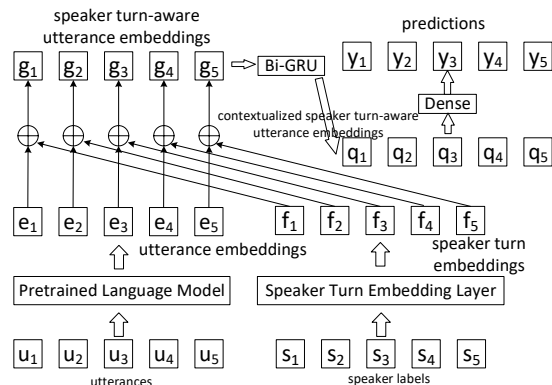 speaker turn-aware
utterance embeddings
predictions
g1 g2 g3 g4 g5
Bi-GRU
y1 y2 y3 y4 y5
Dense
contextualized speaker turn-aware
utterance embeddings
q1 q2 q3 q4 q5
e1 e2 e3 e4 e5
f1 f2 f3 f4 f5
utterance embeddings
speaker turn
embeddings
Pretrained Language Model
Speaker Turn Embedding Layer
u1 u2 u3 u4 u5
s1 s2 s3 s4 s5
utterances
speaker labels